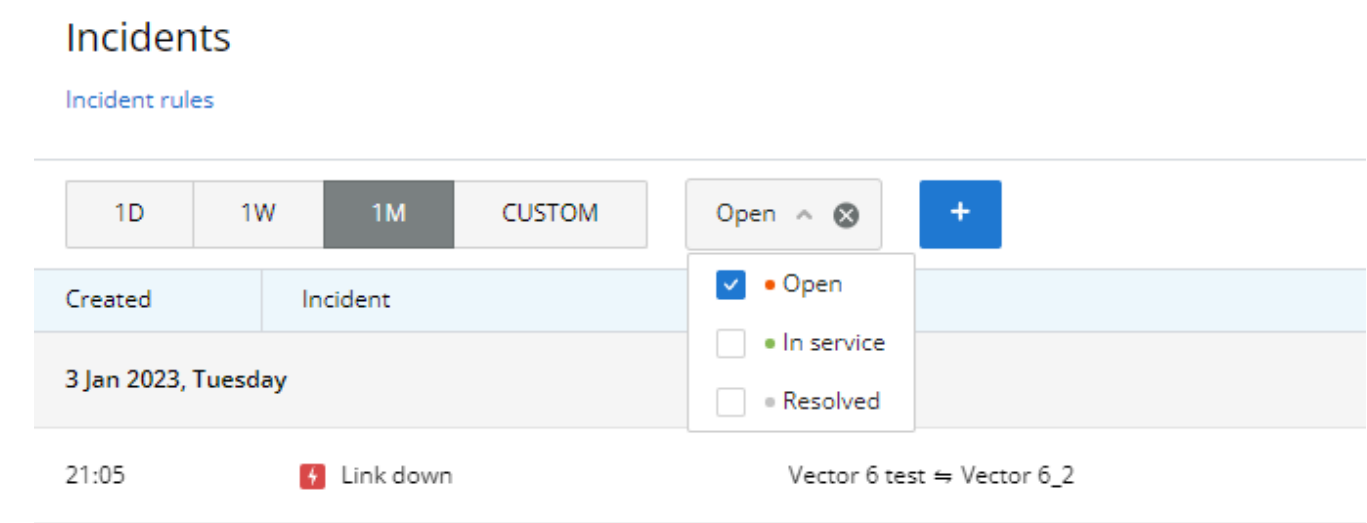 Incidents
Incident rules
1D 1W 1M CUSTOM Open +
Created Incident
Open
In service
Resolved
3 Jan 2023, Tuesday
21:05 Link down Vector 6 test ⇋ Vector 6_2